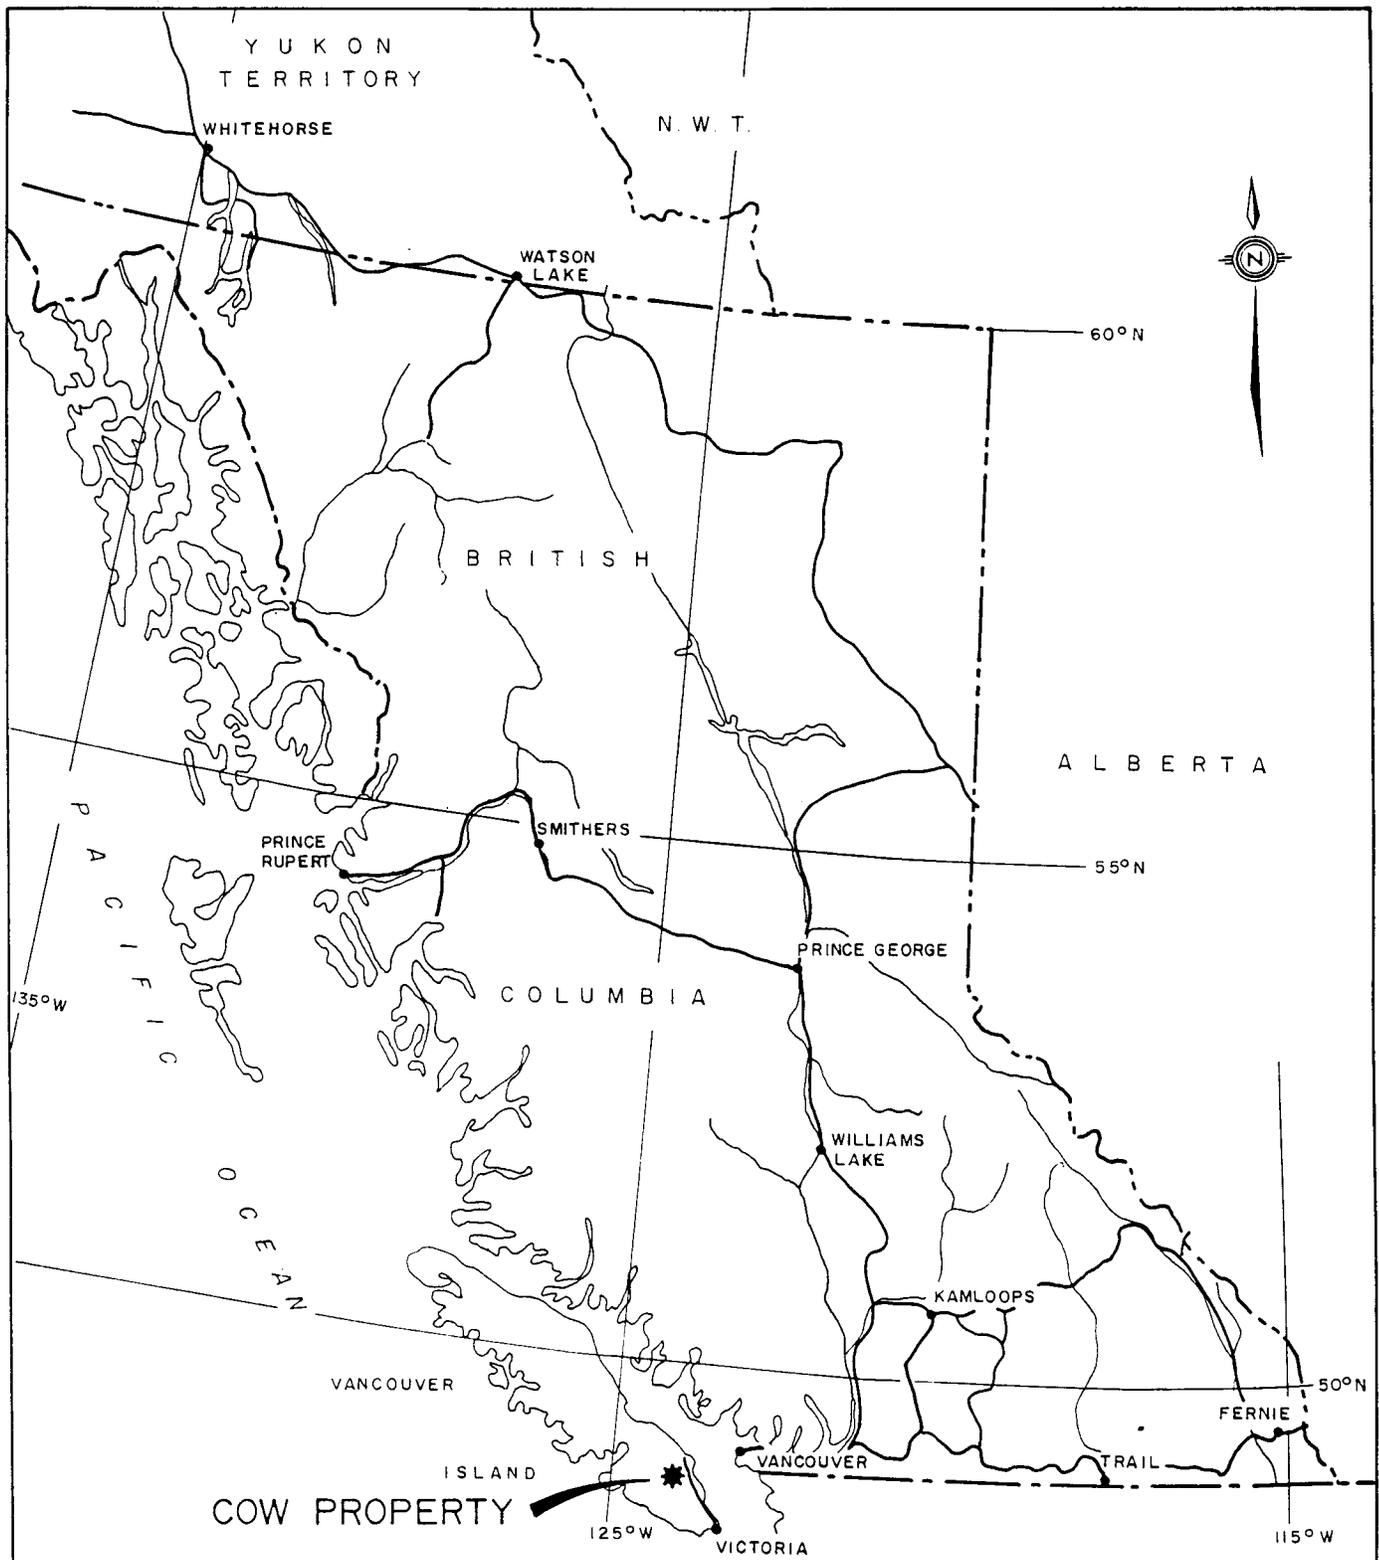 YUKON
TERRITORY
N.W.T.
WHITEHORSE
N
WATSON
LAKE
60°N
BRITISH
ALBERTA
PACIFIC
OCEAN
PRINCE
RUPERT
SMITHERS
55°N
PRINCE GEORGE
COLUMBIA
135°W
WILLIAMS
LAKE
KAMLOOPS
VANCOUVER
ISLAND
50°N
FERNIE
VANCOUVER
TRAIL
COW PROPERTY
125°W
VICTORIA
115°W